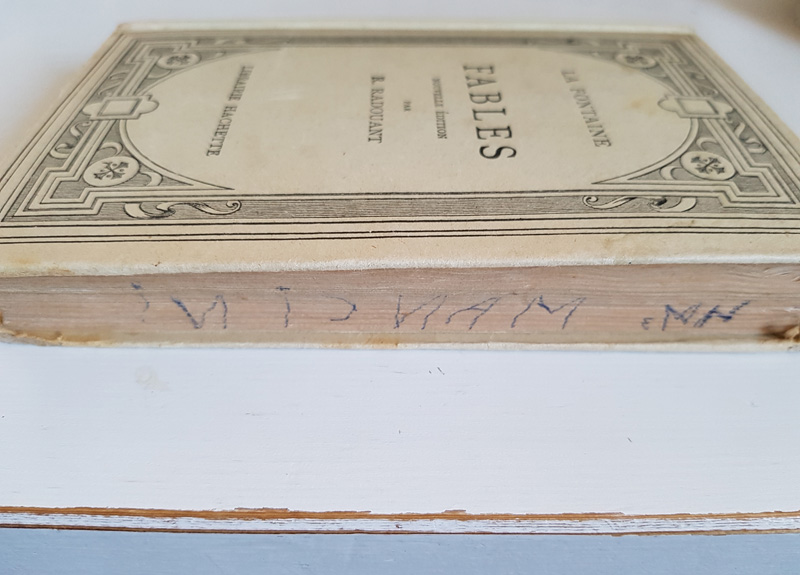 LA FONTAINE
FABLES
NOUVELLE ÉDITION
PAR
R. RADOUANT
LIBRAIRIE HACHETTE